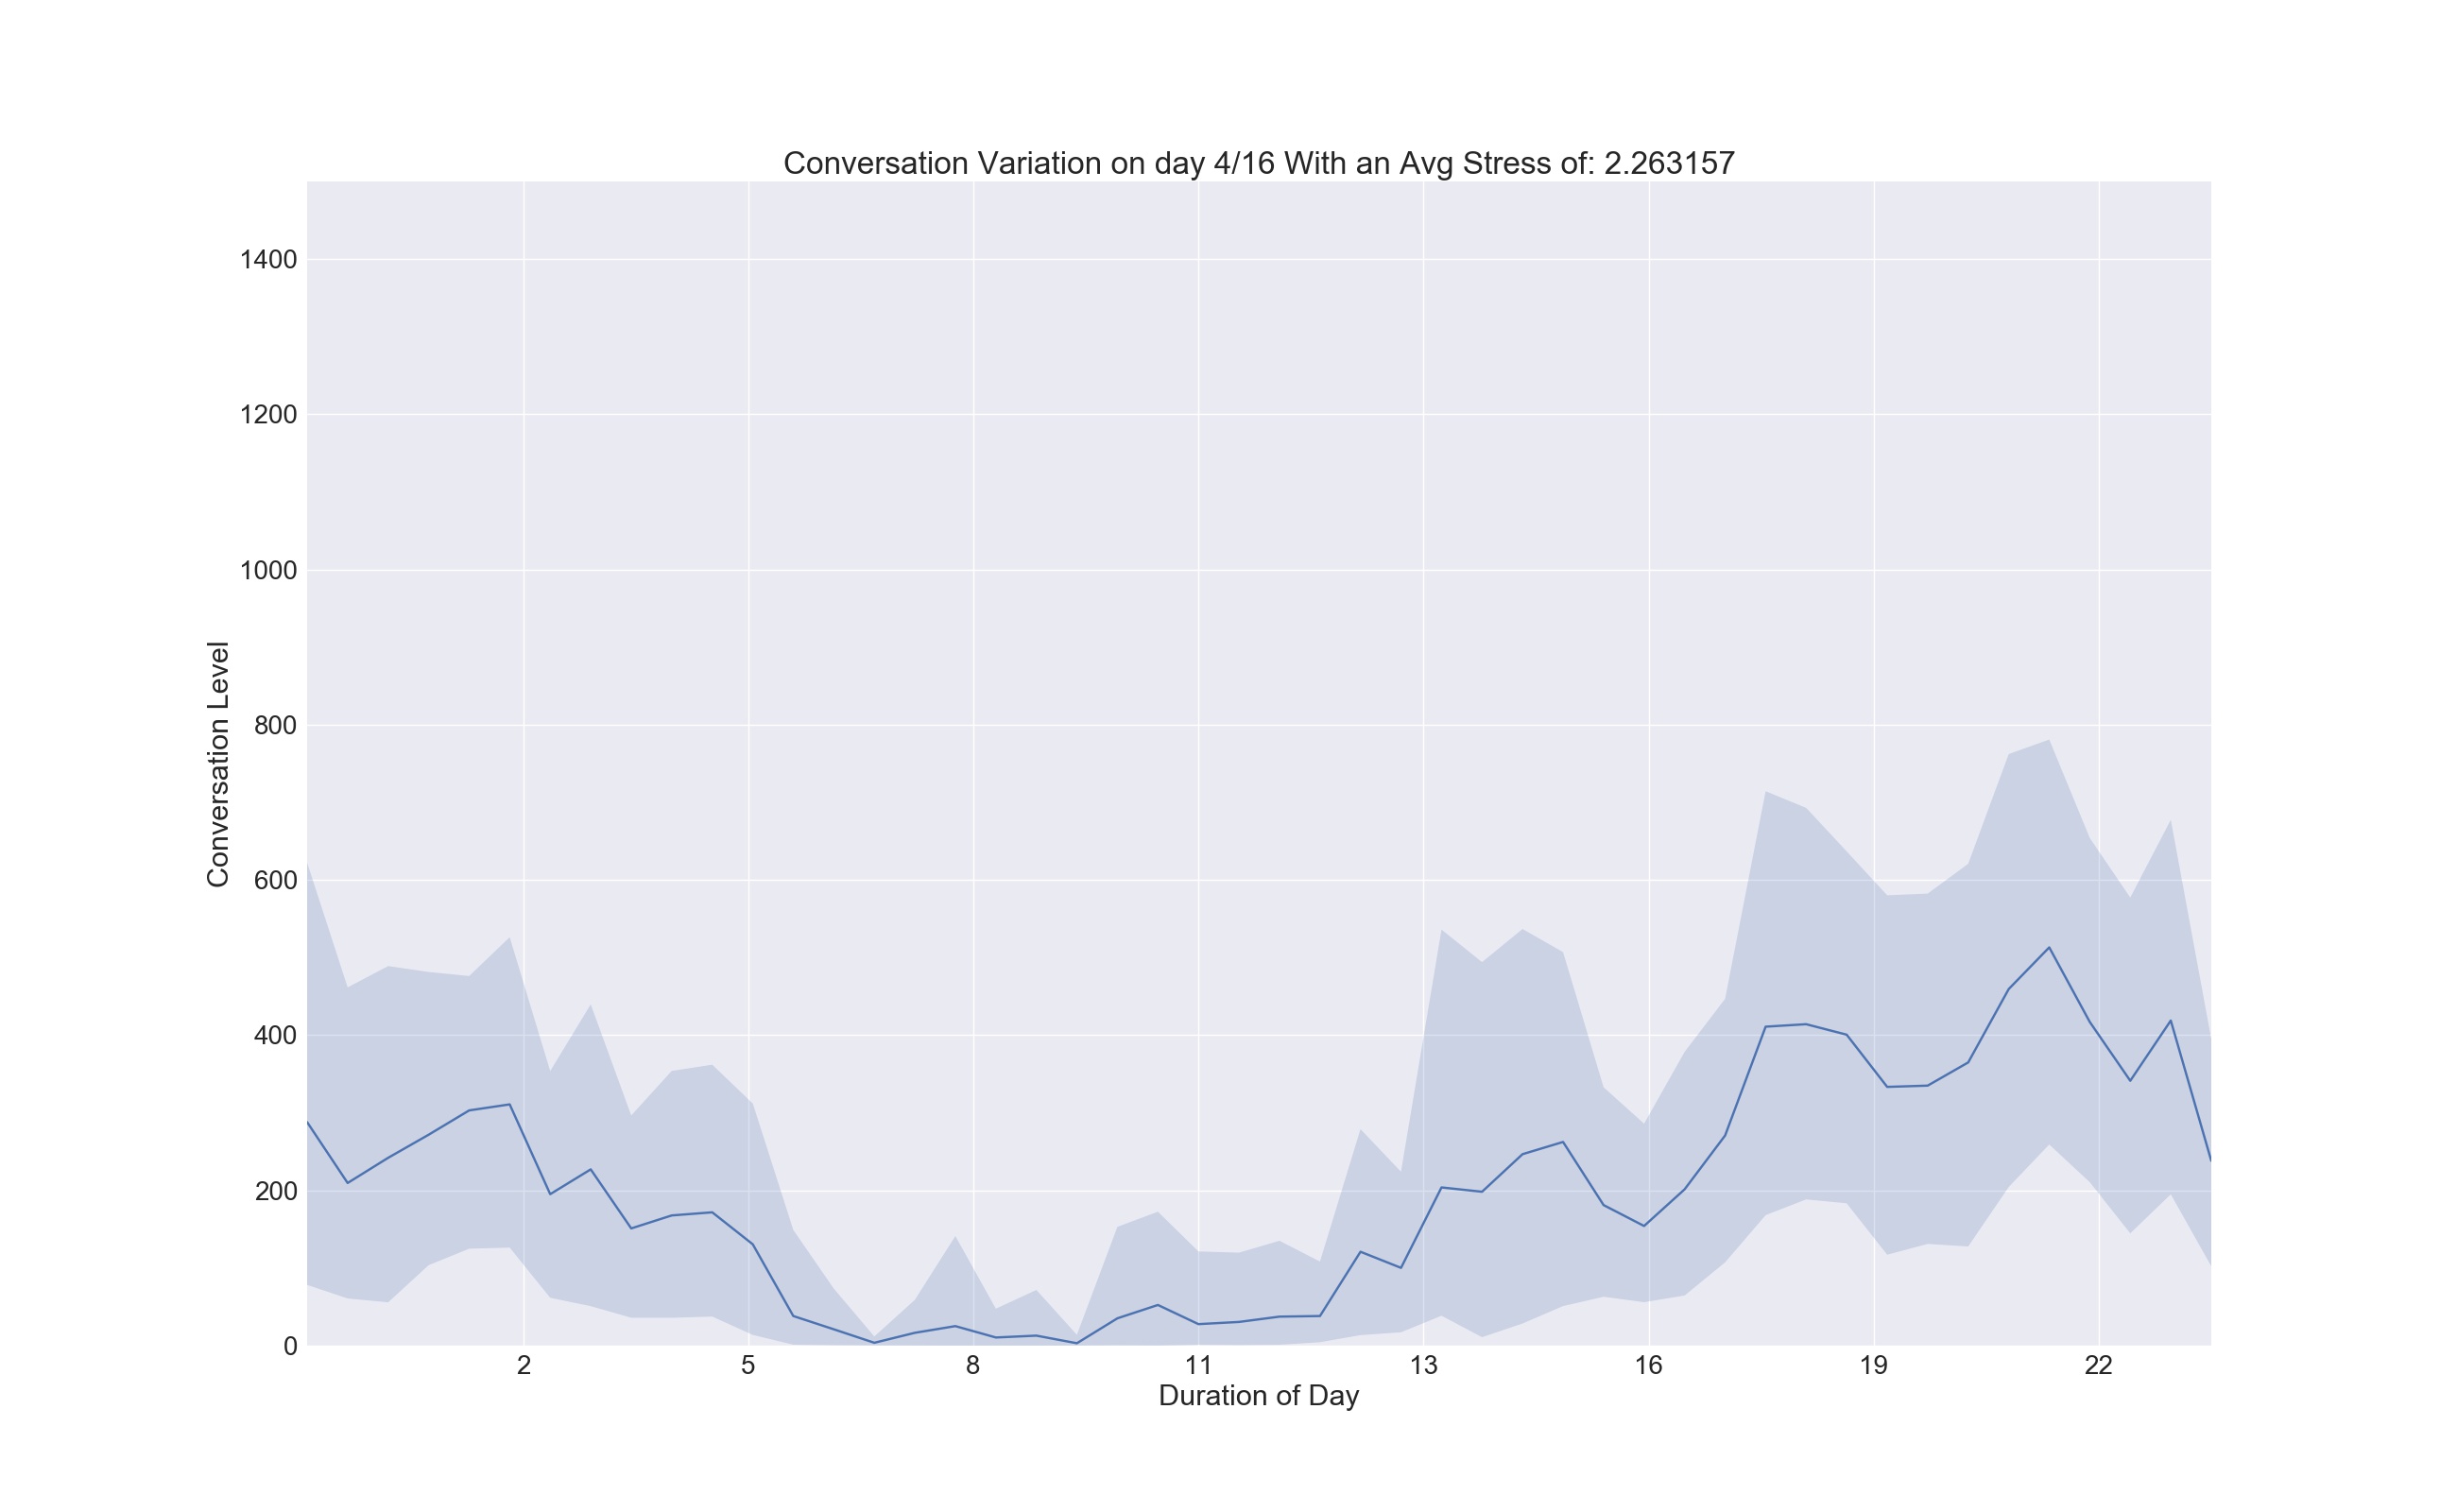 Conversation Variation on day 4/16 With an Avg Stress of: 2.263157
1400
1200
1000
800
600
400
200
0
Conversation Level
2 5 8 11 13 16 19 22
Duration of Day